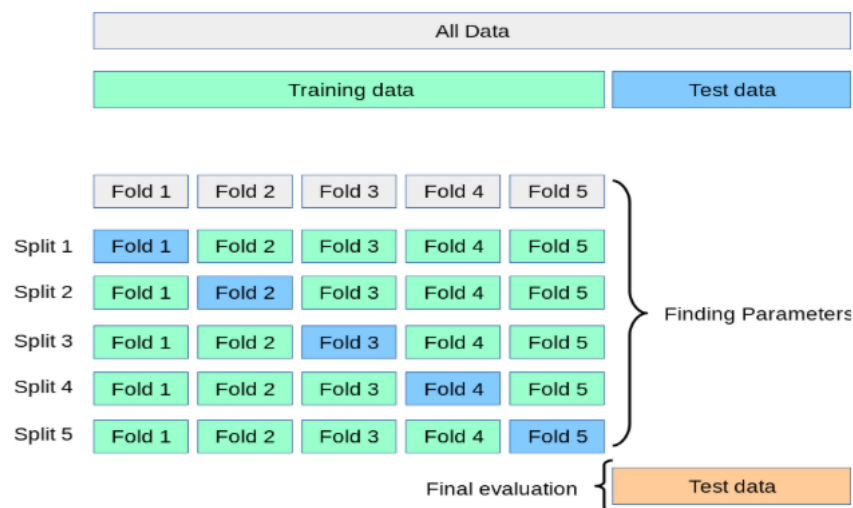 All Data
Training data Test data
Fold 1 Fold 2 Fold 3 Fold 4 Fold 5
Split 1 Fold 1 Fold 2 Fold 3 Fold 4 Fold 5
Split 2 Fold 1 Fold 2 Fold 3 Fold 4 Fold 5
Finding Parameters
Split 3 Fold 1 Fold 2 Fold 3 Fold 4 Fold 5
Split 4 Fold 1 Fold 2 Fold 3 Fold 4 Fold 5
Split 5 Fold 1 Fold 2 Fold 3 Fold 4 Fold 5
Final evaluation Test data